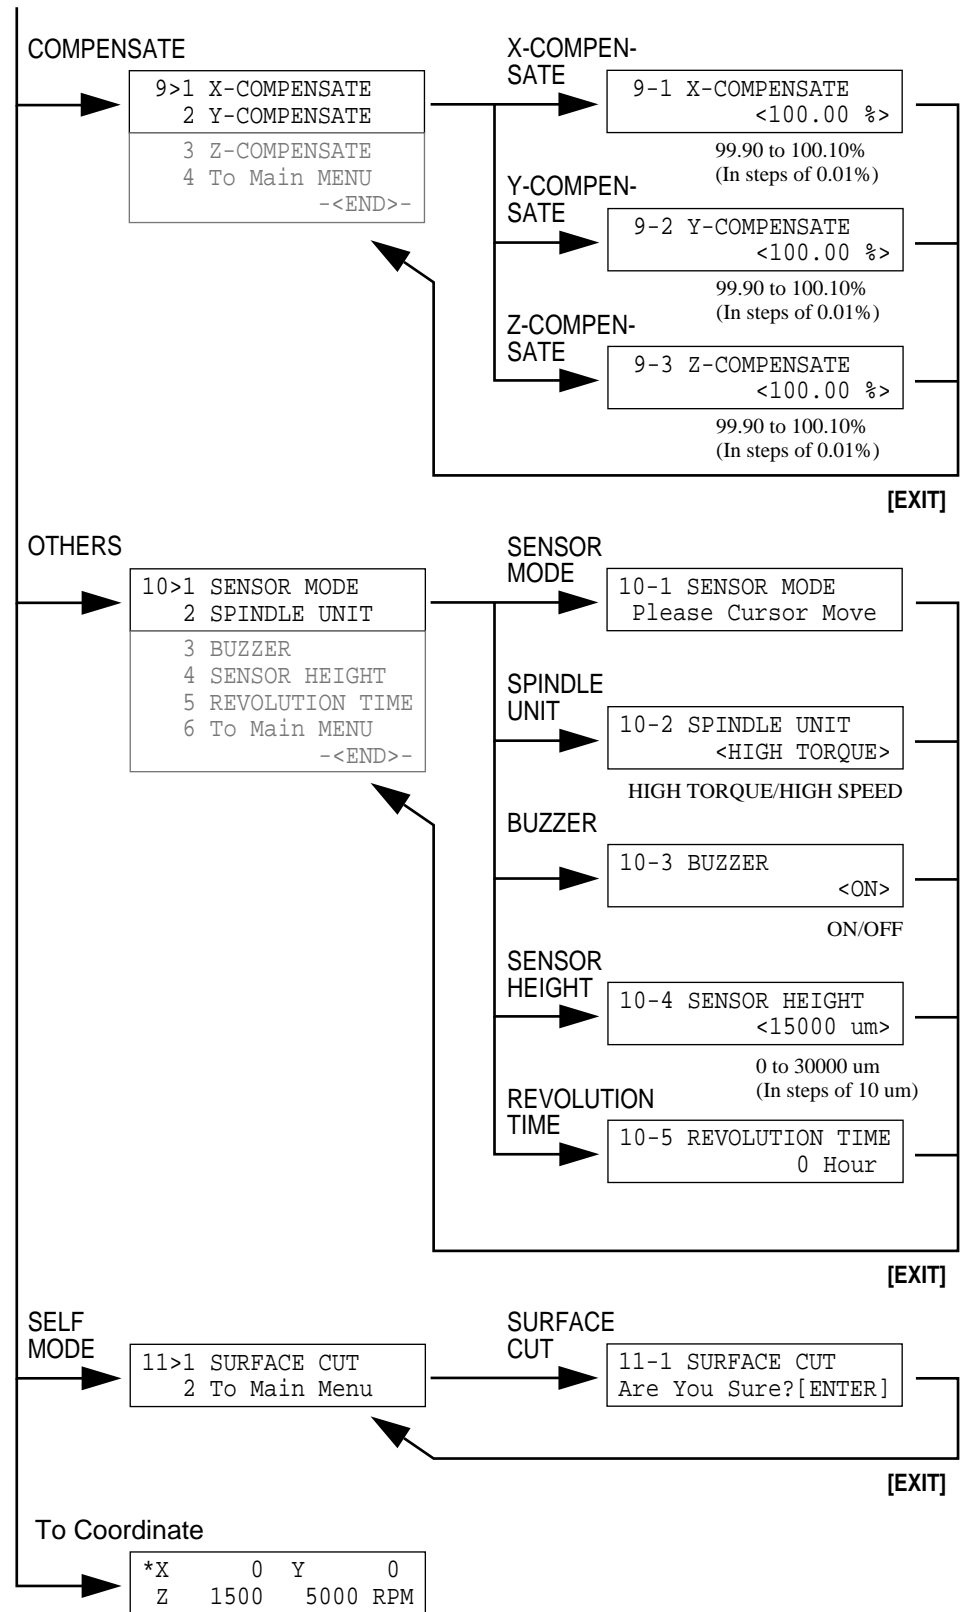 COMPENSATE
9>1 X-COMPENSATE
2 Y-COMPENSATE
3 Z-COMPENSATE
4 To Main MENU
-<END>-
X-COMPEN-
SATE
9-1 X-COMPENSATE
<100.00 %>
99.90 to 100.10%
(In steps of 0.01%)
Y-COMPEN-
SATE
9-2 Y-COMPENSATE
<100.00 %>
99.90 to 100.10%
(In steps of 0.01%)
Z-COMPEN-
SATE
9-3 Z-COMPENSATE
<100.00 %>
99.90 to 100.10%
(In steps of 0.01%)
[EXIT]
OTHERS
10>1 SENSOR MODE
2 SPINDLE UNIT
3 BUZZER
4 SENSOR HEIGHT
5 REVOLUTION TIME
6 To Main MENU
-<END>-
SENSOR
MODE
10-1 SENSOR MODE
Please Cursor Move
SPINDLE
UNIT
10-2 SPINDLE UNIT
<HIGH TORQUE>
HIGH TORQUE/HIGH SPEED
BUZZER
10-3 BUZZER
<ON>
ON/OFF
SENSOR
HEIGHT
10-4 SENSOR HEIGHT
<15000 um>
0 to 30000 um
(In steps of 10 um)
REVOLUTION
TIME
10-5 REVOLUTION TIME
0 Hour
[EXIT]
SELF
MODE
11>1 SURFACE CUT
2 To Main Menu
SURFACE
CUT
11-1 SURFACE CUT
Are You Sure?[ENTER]
[EXIT]
To Coordinate
*X 0 Y 0
Z 1500 5000 RPM